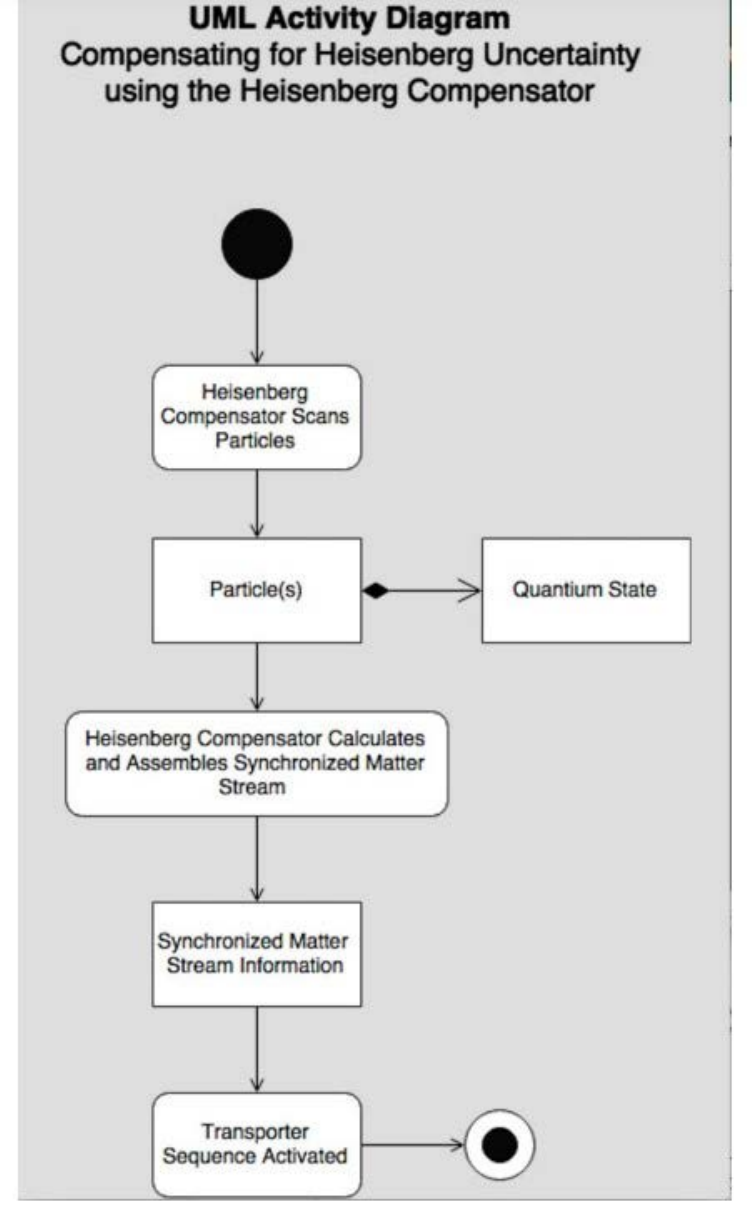 UML Activity Diagram
Compensating for Heisenberg Uncertainty
using the Heisenberg Compensator
Heisenberg
Compensator Scans
Particles
Particle(s)
Quantium State
Heisenberg Compensator Calculates
and Assembles Synchronized Matter
Stream
Synchronized Matter
Stream Information
Transporter
Sequence Activated